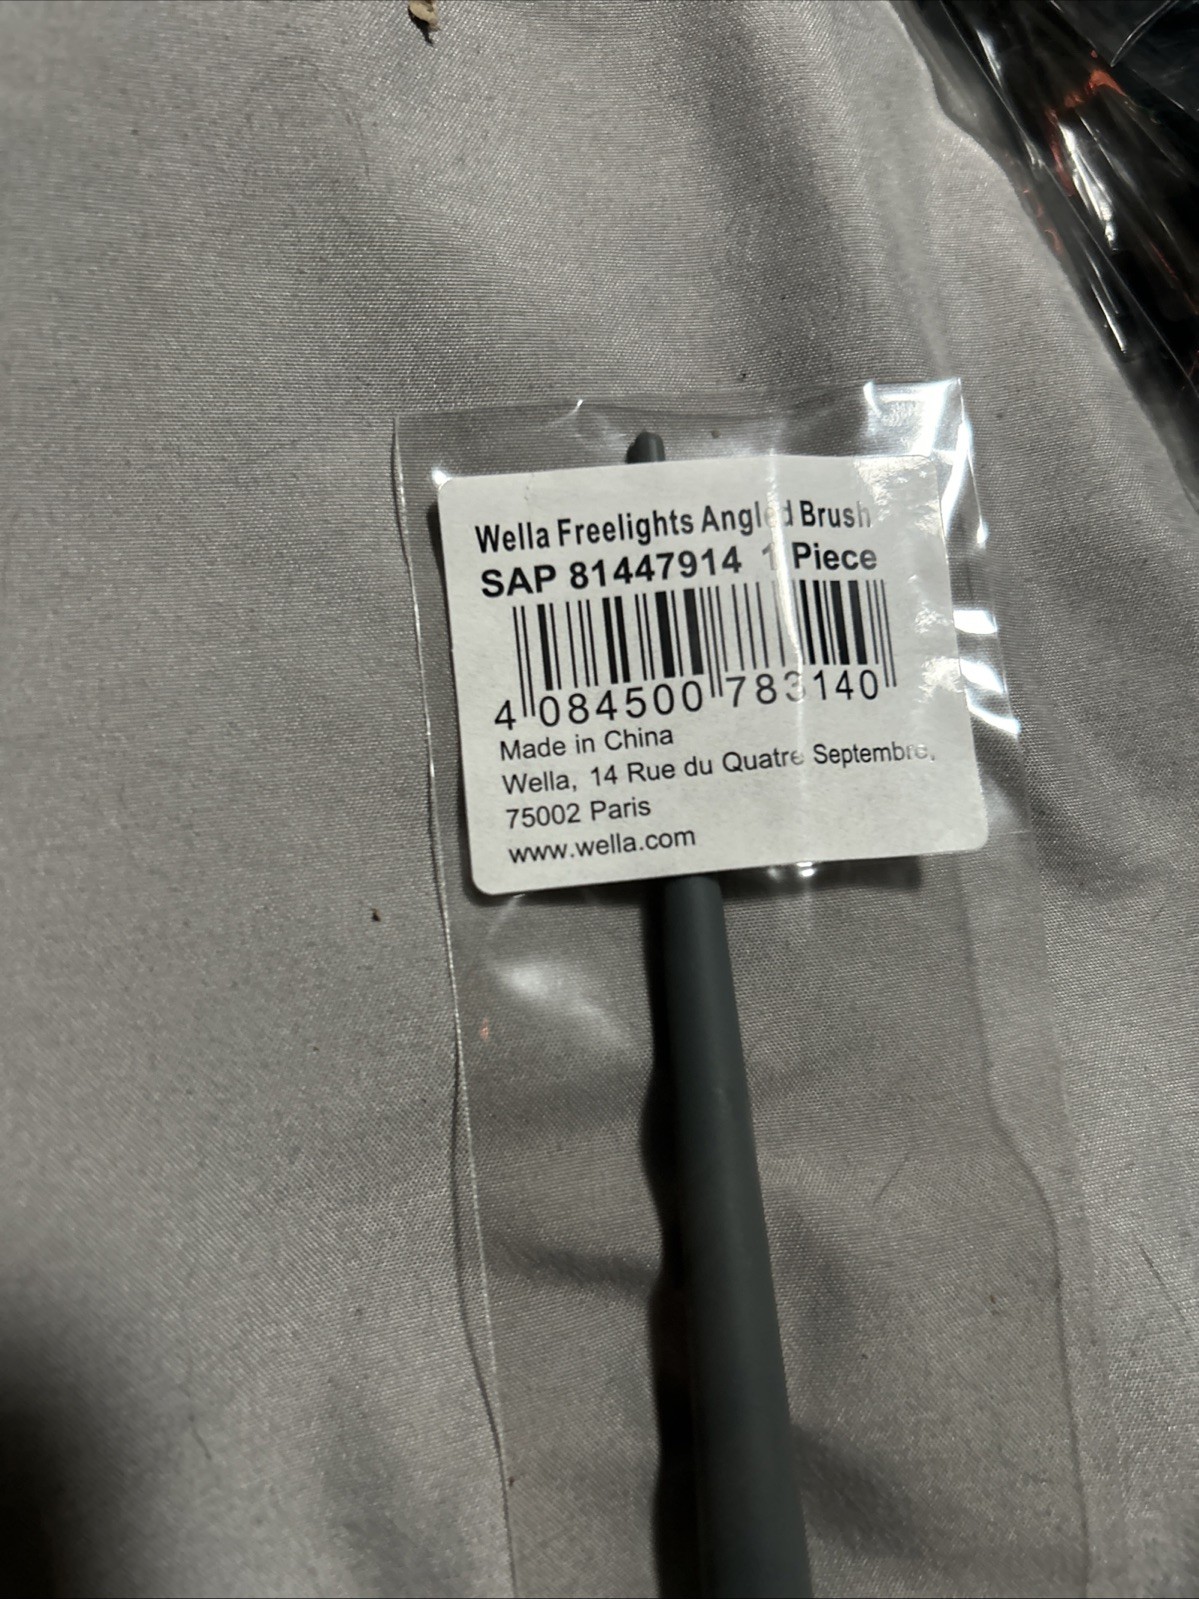 Wella Freelights Angled Brush
SAP 81447914 1 Piece
4 084500 783140
Made in China
Wella, 14 Rue du Quatre Septembre,
75002 Paris
www.wella.com